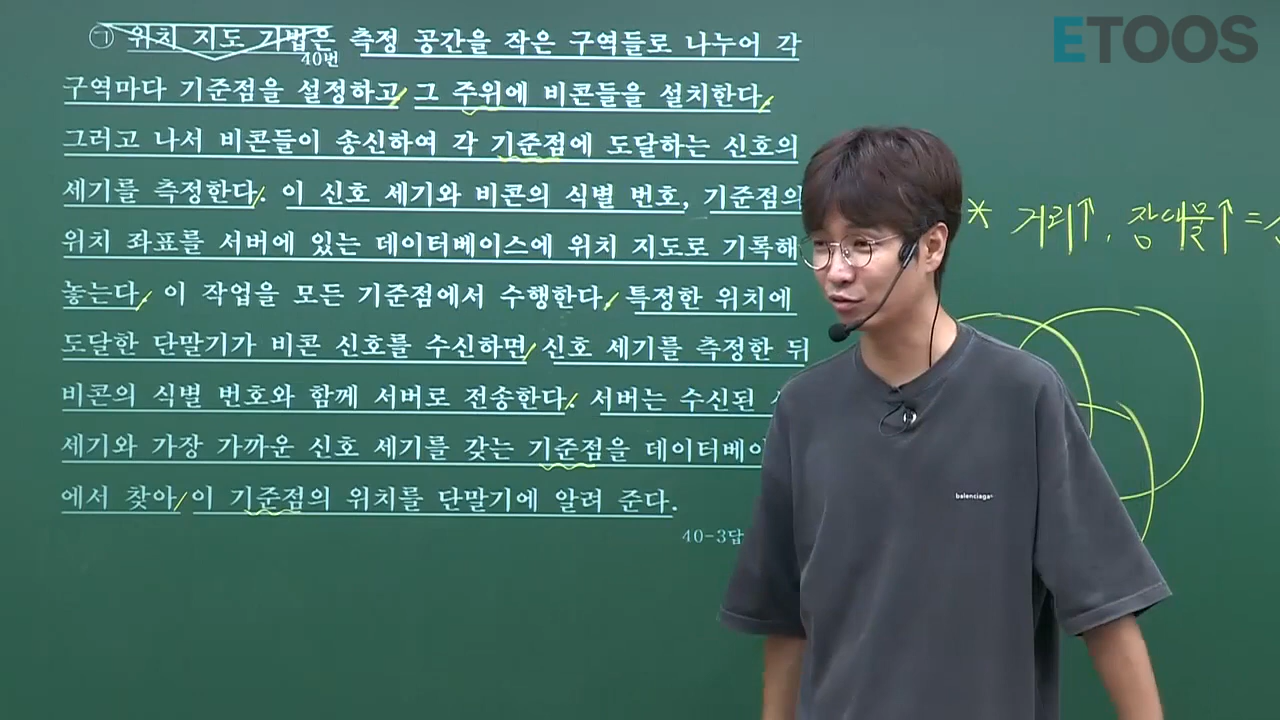 ETOOS
㉠ 위치 지도 기법은 측정 공간을 작은 구역들로 나누어 각
40번
구역마다 기준점을 설정하고 그 주위에 비콘들을 설치한다.
그러고 나서 비콘들이 송신하여 각 기준점에 도달하는 신호의
세기를 측정한다. 이 신호 세기와 비콘의 식별 번호, 기준점의
위치 좌표를 서버에 있는 데이터베이스에 위치 지도로 기록해
놓는다. 이 작업을 모든 기준점에서 수행한다. 특정한 위치에
도달한 단말기가 비콘 신호를 수신하면 신호 세기를 측정한 뒤
비콘의 식별 번호와 함께 서버로 전송한다. 서버는 수신된
세기와 가장 가까운 신호 세기를 갖는 기준점을 데이터베이
에서 찾아 이 기준점의 위치를 단말기에 알려 준다.
40-3답
* 거리↑, 장애물↑ =
balenciaga